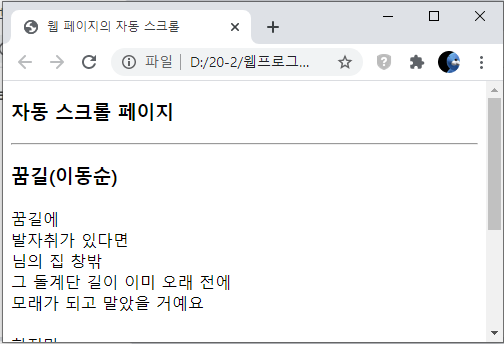 웹 페이지의 자동 스크롤
파일 D:/20-2/웹프로그...
자동 스크롤 페이지
꿈길(이동순)
꿈길에
발자취가 있다면
님의 집 창밖
그 돌계단 길이 이미 오래 전에
모래가 되고 말았을 거예요